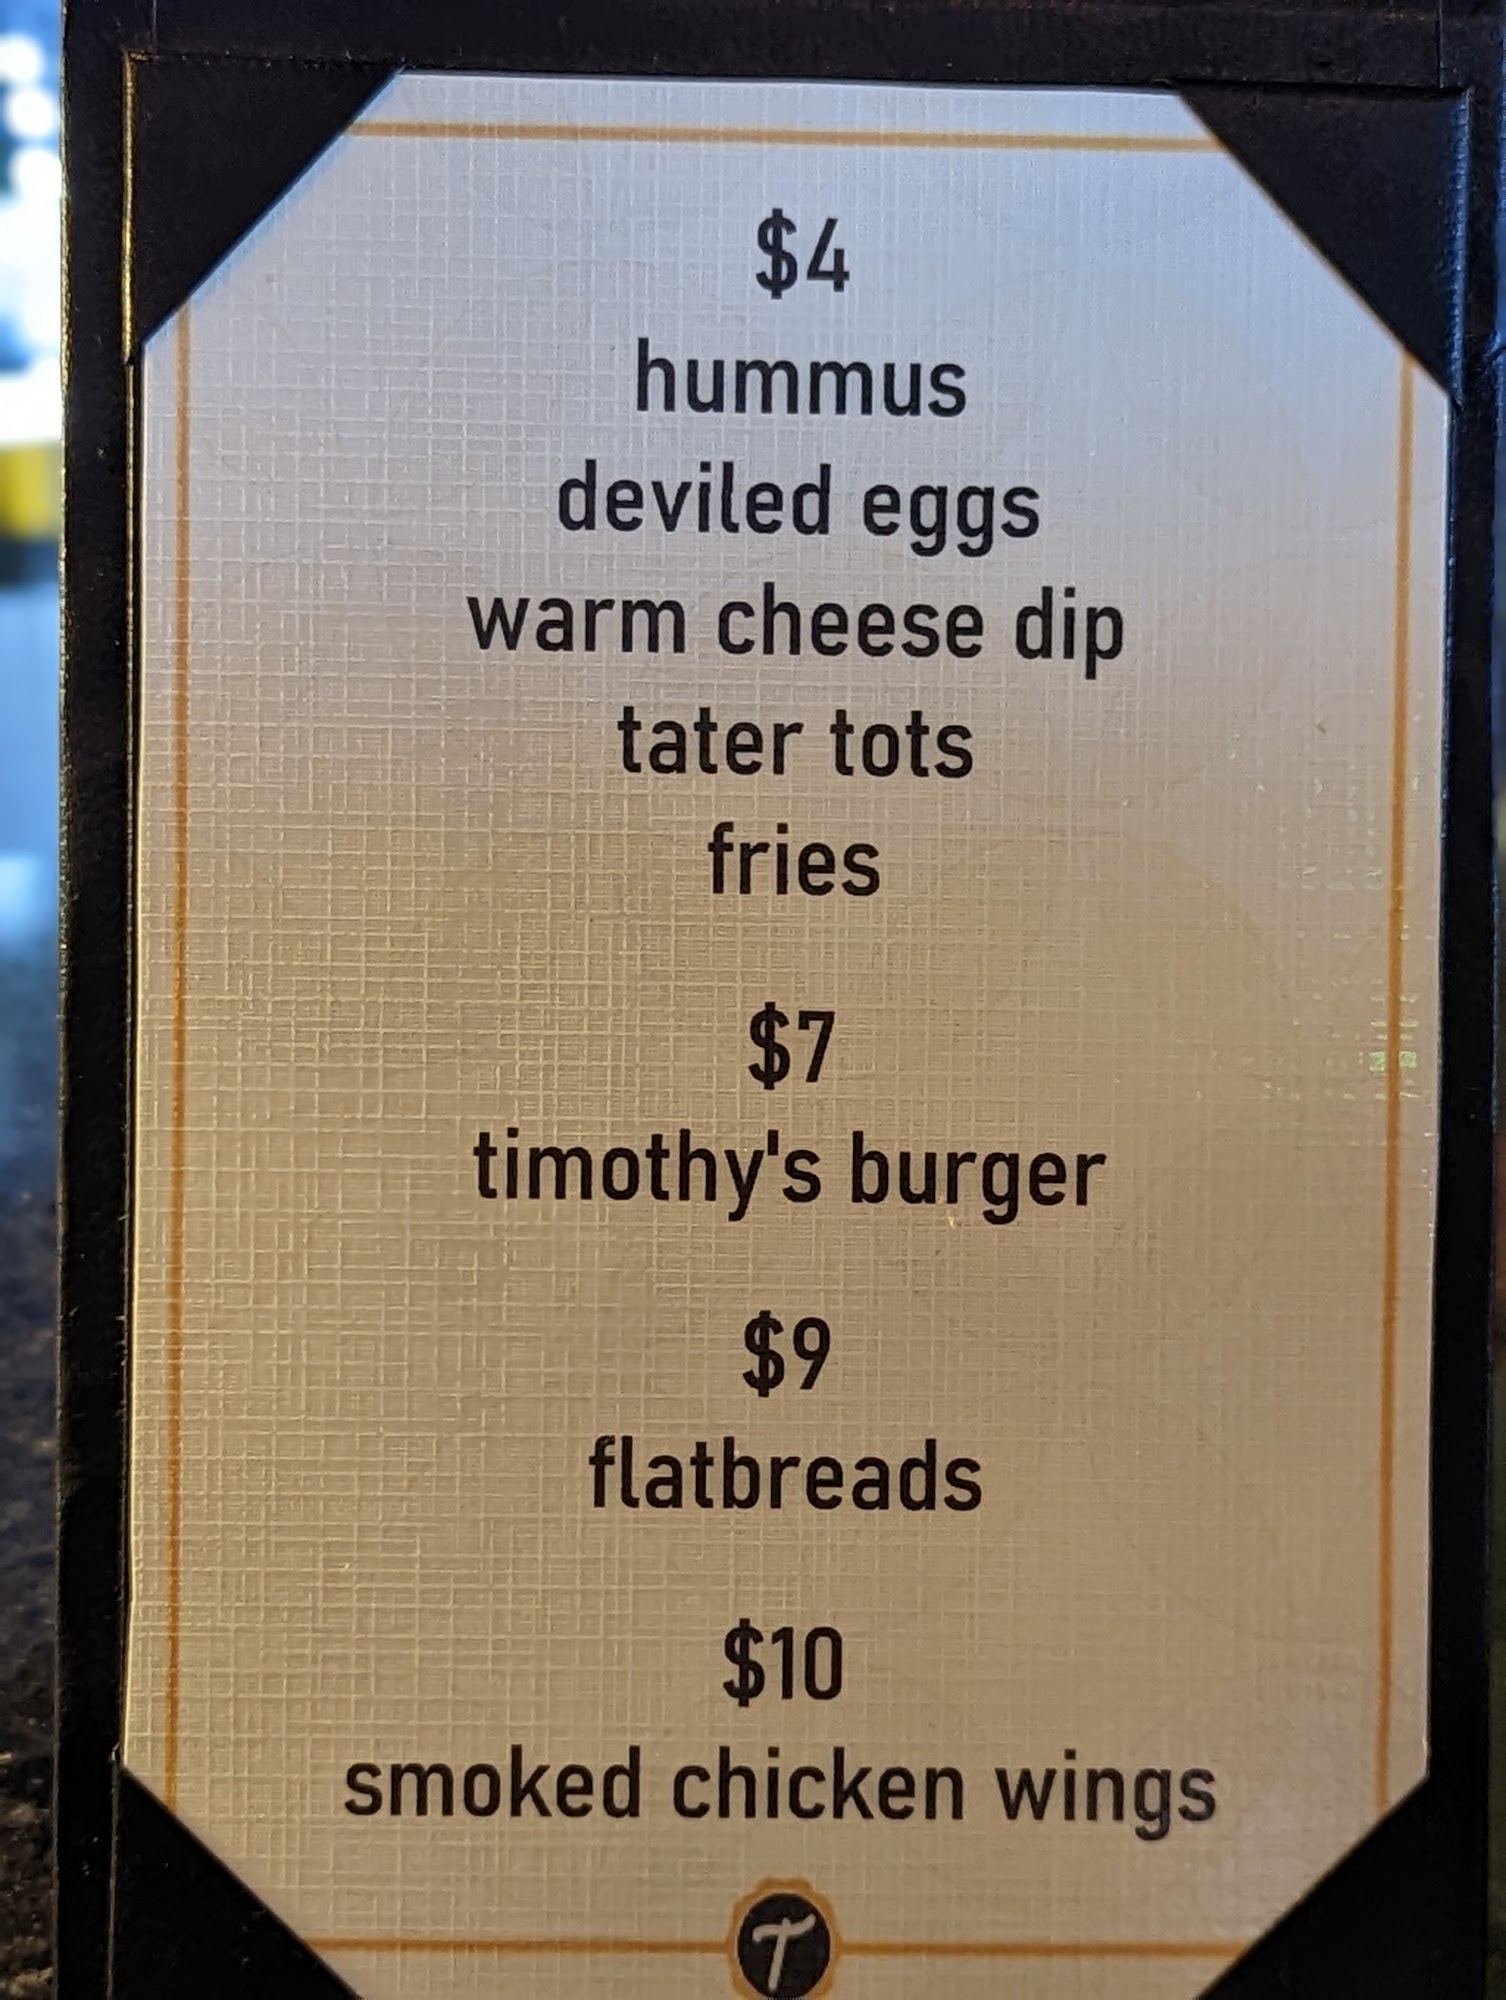 $4
hummus
deviled eggs
warm cheese dip
tater tots
fries
$7
timothy's burger
$9
flatbreads
$10
smoked chicken wings
T